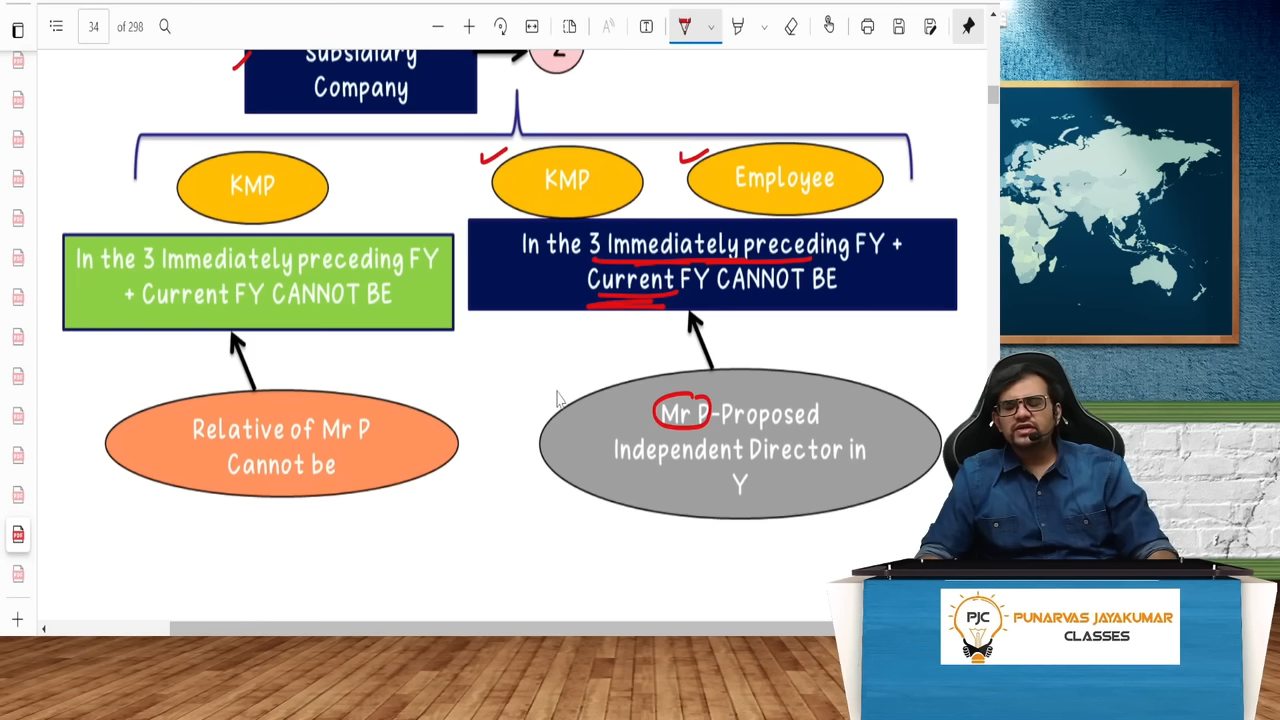 34
of 298
Subsidiary
Company
2
KMP
KMP
Employee
In the 3 Immediately preceding FY
+ Current FY CANNOT BE
In the 3 Immediately preceding FY +
Current FY CANNOT BE
Relative of Mr P
Cannot be
Mr P-Proposed
Independent Director in
Y
PJC
PUNARVAS JAYAKUMAR
CLASSES